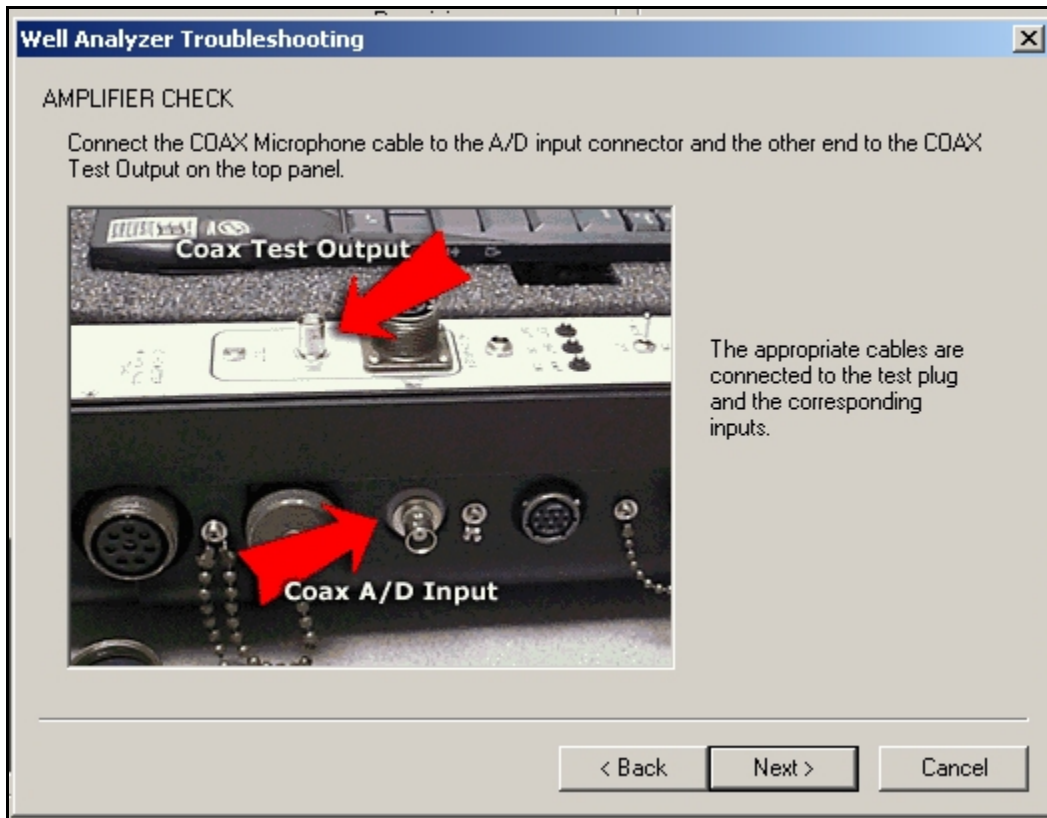 Well Analyzer Troubleshooting
AMPLIFIER CHECK
Connect the COAX Microphone cable to the A/D input connector and the other end to the COAX
Test Output on the top panel.
Coax Test Output
The appropriate cables are
connected to the test plug
and the corresponding
inputs.
Coax A/D Input
< Back
Next >
Cancel